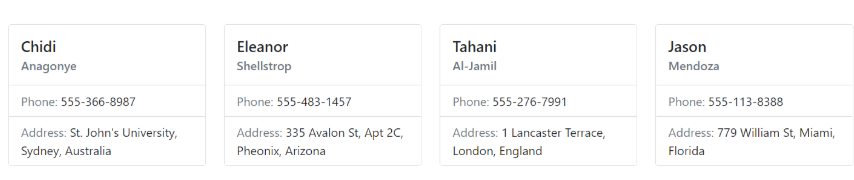 Chidi
Anagonye
Phone: 555-366-8987
Address: St. John's University,
Sydney, Australia
Eleanor
Shellstrop
Phone: 555-483-1457
Address: 335 Avalon St, Apt 2C,
Pheonix, Arizona
Tahani
Al-Jamil
Phone: 555-276-7991
Address: 1 Lancaster Terrace,
London, England
Jason
Mendoza
Phone: 555-113-8388
Address: 779 William St, Miami,
Florida